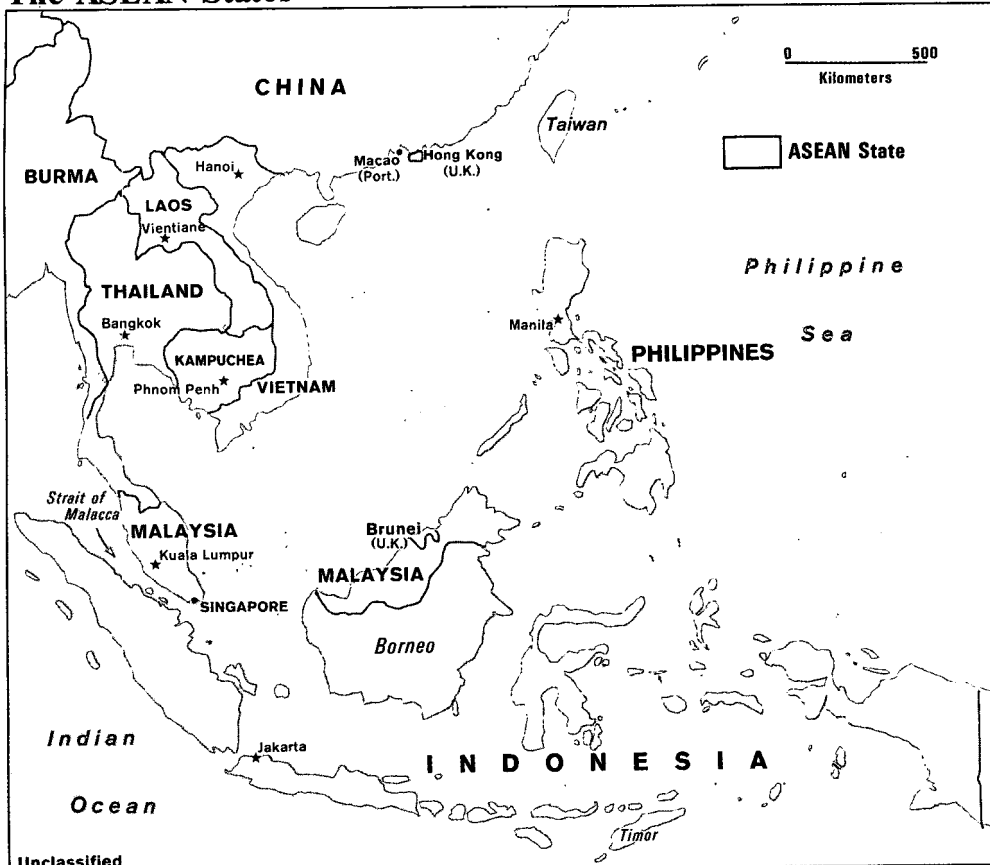 The ASEAN States
0 500
Kilometers
CHINA
Taiwan
ASEAN State
BURMA
Hanoi
Macao
(Port.)
Hong Kong
(U.K.)
LAOS
Vientiane
Philippine
Sea
THAILAND
Bangkok
Manila
PHILIPPINES
KAMPUCHEA
Phnom Penh
VIETNAM
Strait of
Malacca
MALAYSIA
Kuala Lumpur
Brunei
(U.K.)
MALAYSIA
SINGAPORE
Borneo
Indian
Ocean
Jakarta
INDONESIA
Timor
Unclassified